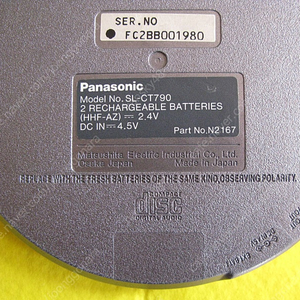 SER.NO
FC2BB001980
Panasonic
Model No. SL-CT790
2 RECHARGEABLE BATTERIES
(HHF-AZ) ⎓ 2.4V
DC IN ⎓ 4.5V
Part No.N2167
Matsushita Electric Industrial Co., Ltd.
Osaka Japan
Made in Japan
REPLACE WITH THE FRESH BATTERIES OF THE SAME KIND, OBSERVING POLARITY.
COMPACT
disc
DIGITAL AUDIO